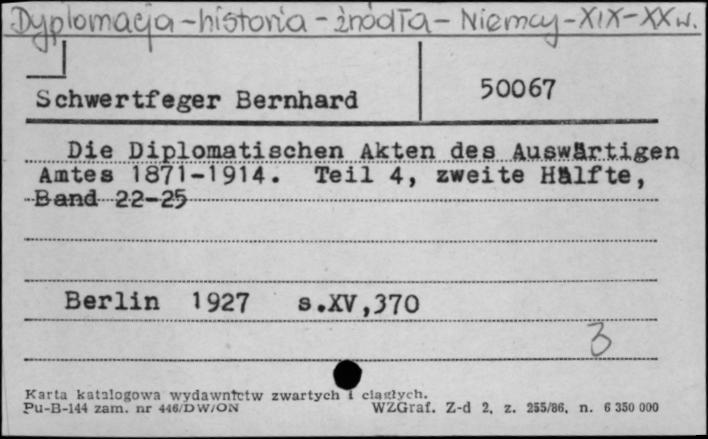 Dyplomacja-historia-źródła-Niemcy-XIX-XXw.
Schwertfeger Bernhard
50067
Die Diplomatischen Akten des Auswärtigen
Amtes 1871-1914. Teil 4, zweite Hälfte,
Band 22-25
Berlin 1927 s.XV,370
3
Karta katalogowa wydawnictw zwartych i ciągłych.
Pu-B-144 zam. nr 446/DW/ON WZGraf. Z-d 2, z. 255/86, n. 6 350 000